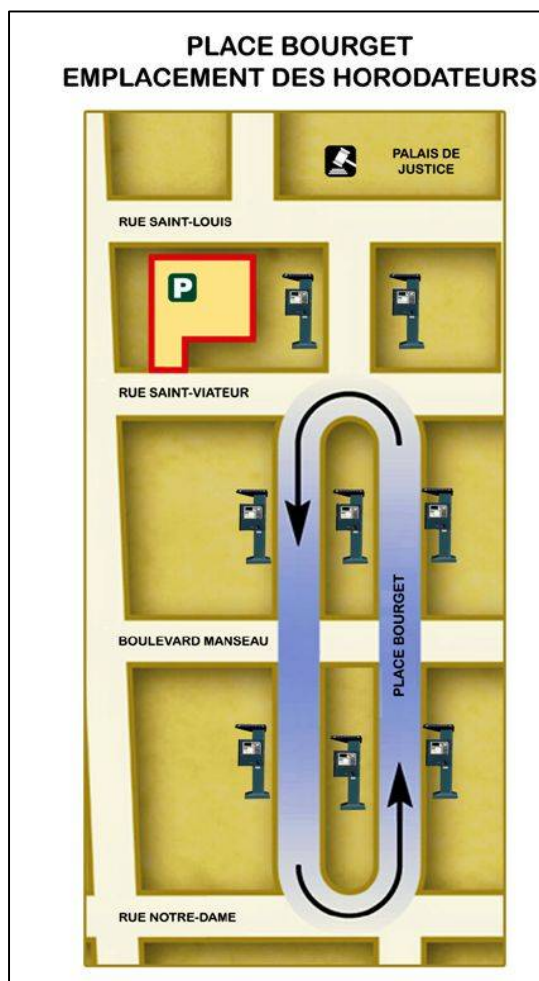 PLACE BOURGET
EMPLACEMENT DES HORODATEURS
PALAIS DE
JUSTICE
RUE SAINT-LOUIS
P
RUE SAINT-VIATEUR
BOULEVARD MANSEAU
PLACE BOURGET
RUE NOTRE-DAME